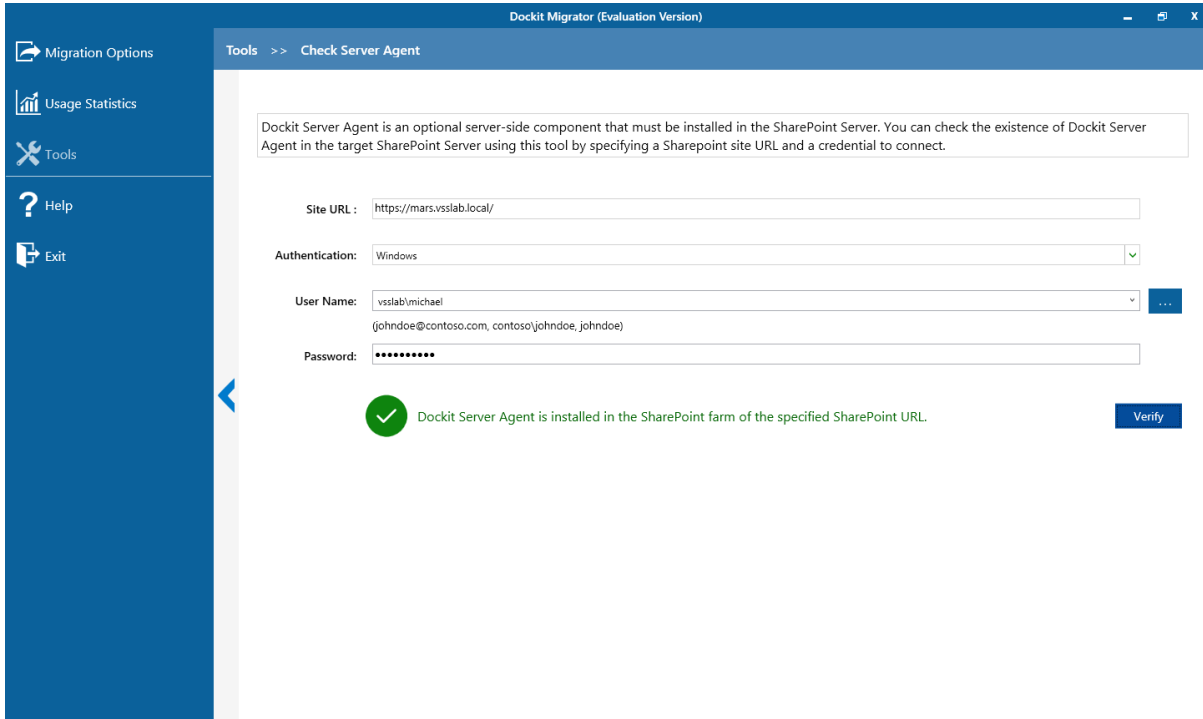 Dockit Migrator (Evaluation Version)
X
Migration Options
Usage Statistics
Tools
Help
Exit
Tools >> Check Server Agent
Dockit Server Agent is an optional server-side component that must be installed in the SharePoint Server. You can check the existence of Dockit Server
Agent in the target SharePoint Server using this tool by specifying a Sharepoint site URL and a credential to connect.
Site URL : https://mars.vsslab.local/
Authentication: Windows
User Name: vsslab\michael ...
(johndoe@contoso.com, contoso\johndoe, johndoe)
Password: ••••••••••
Dockit Server Agent is installed in the SharePoint farm of the specified SharePoint URL. Verify